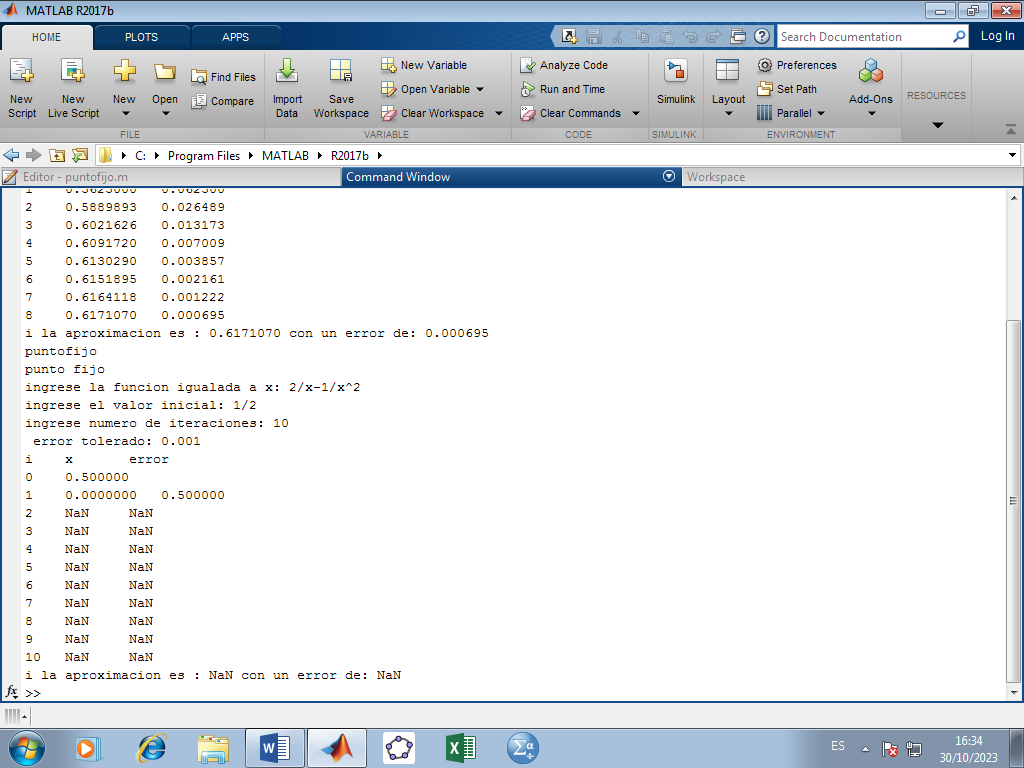 MATLAB R2017b
HOME PLOTS APPS Search Documentation Log In
New Script New Live Script New Open Find Files Compare Import Data Save Workspace New Variable Open Variable Clear Workspace Analyze Code Run and Time Clear Commands Simulink Layout Preferences Set Path Parallel Add-Ons RESOURCES
FILE VARIABLE CODE SIMULINK ENVIRONMENT
C: Program Files MATLAB R2017b
Editor - puntofijo.m Command Window Workspace
1 0.5625000 0.062500
2 0.5889893 0.026489
3 0.6021626 0.013173
4 0.6091720 0.007009
5 0.6130290 0.003857
6 0.6151895 0.002161
7 0.6164118 0.001222
8 0.6171070 0.000695
i la aproximacion es : 0.6171070 con un error de: 0.000695
puntofijo
punto fijo
ingrese la funcion igualada a x: 2/x-1/x^2
ingrese el valor inicial: 1/2
ingrese numero de iteraciones: 10
error tolerado: 0.001
i x error
0 0.500000
1 0.0000000 0.500000
2 NaN NaN
3 NaN NaN
4 NaN NaN
5 NaN NaN
6 NaN NaN
7 NaN NaN
8 NaN NaN
9 NaN NaN
10 NaN NaN
i la aproximacion es : NaN con un error de: NaN
fx >>
ES 16:34
30/10/2023